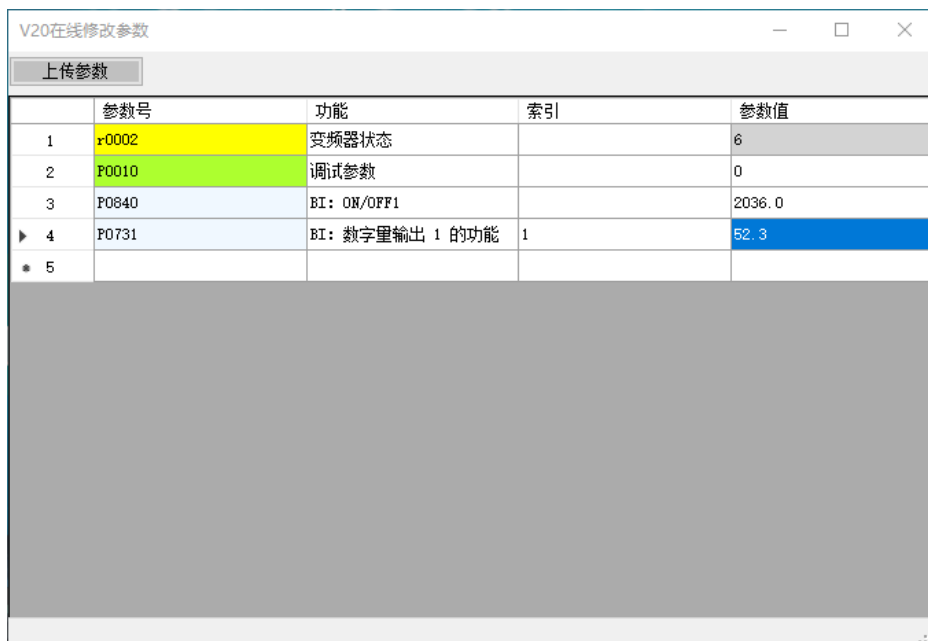 V20在线修改参数
上传参数
参数号 功能 索引 参数值
1 r0002 变频器状态 6
2 P0010 调试参数 0
3 P0840 BI: ON/OFF1 2036.0
4 P0731 BI: 数字量输出 1 的功能 1 52.3
5